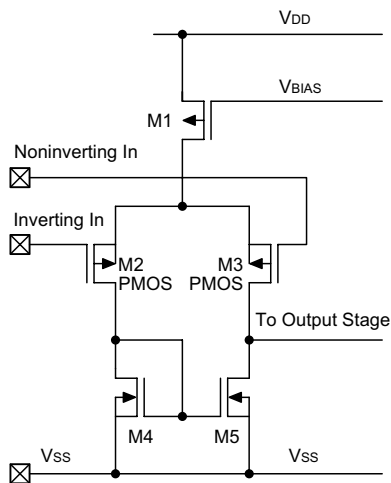 VDD
VBIAS
M1
Noninverting In
Inverting In
M2
PMOS
M3
PMOS
To Output Stage
M4
M5
VSS
VSS